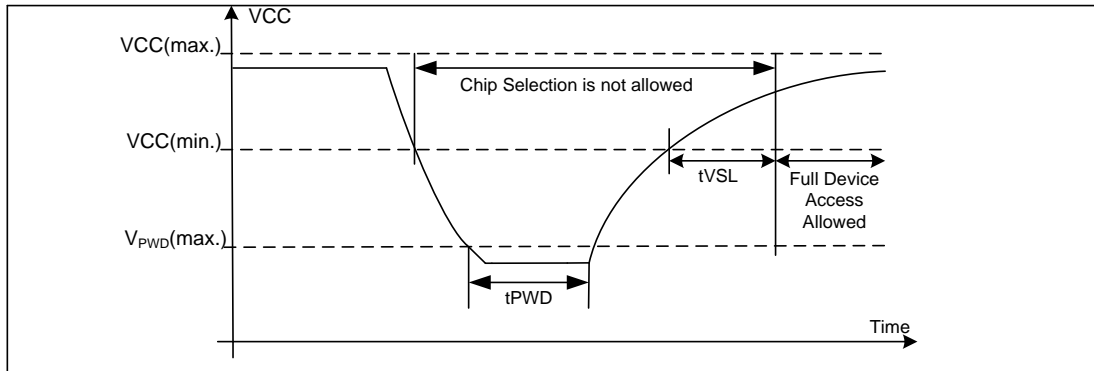 VCC
VCC(max.)
Chip Selection is not allowed
VCC(min.)
tVSL
Full Device
Access
Allowed
VPWD(max.)
tPWD
Time